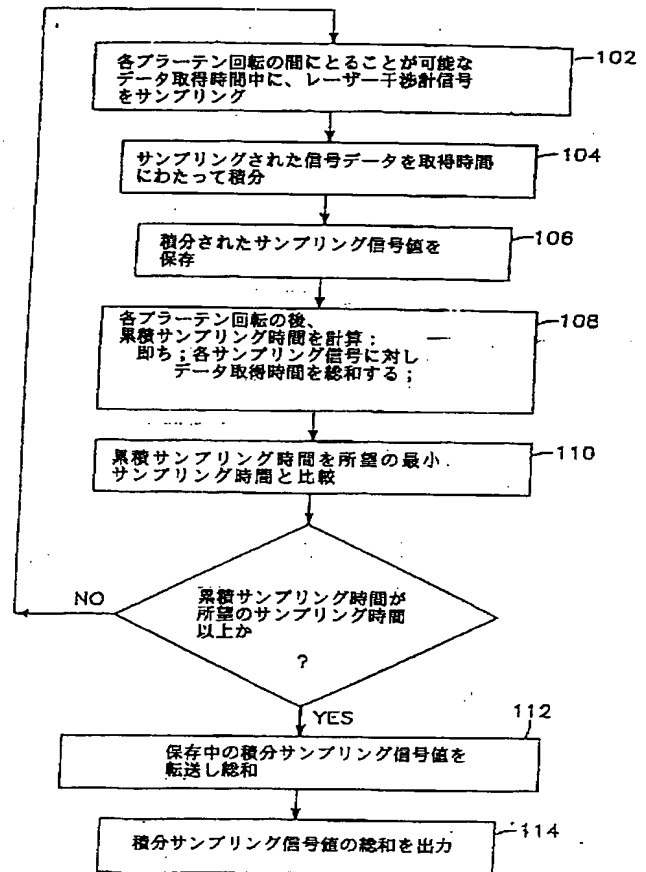 各プラーテン回転の間にとることが可能な
データ取得時間中に、レーザー干渉計信号
をサンプリング
102
サンプリングされた信号データを取得時間
にわたって積分
104
積分されたサンプリング信号値を
保存
106
各プラーテン回転の後、
累積サンプリング時間を計算：
即ち；各サンプリング信号に対し
データ取得時間を総和する；
108
累積サンプリング時間を所望の最小
サンプリング時間と比較
110
累積サンプリング時間が
所望のサンプリング時間
以上か
？
NO
YES
112
保存中の積分サンプリング信号値を
転送し総和
積分サンプリング信号値の総和を出力
114